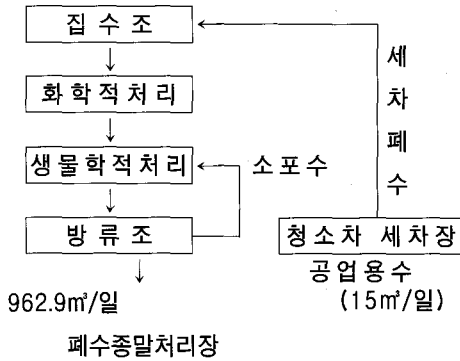 집수조
화학적처리
생물학적처리
소포수
방류조
962.9㎥/일
폐수종말처리장
세차폐수
청소차 세차장
공업용수
(15㎥/일)